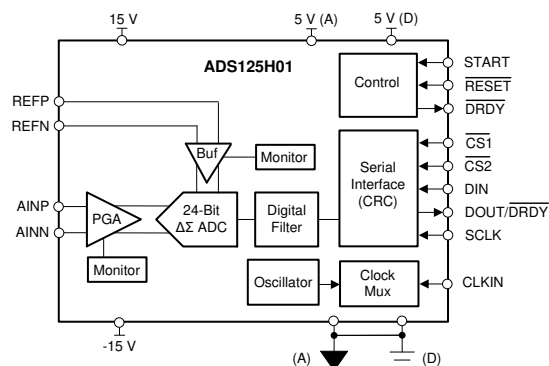 15 V
5 V (A)
5 V (D)
ADS125H01
REFP
REFN
AINP
AINN
Buf
Monitor
PGA
24-Bit
ΔΣ ADC
Digital
Filter
Monitor
Oscillator
Control
Serial
Interface
(CRC)
Clock
Mux
START
RESET
DRDY
CS1
CS2
DIN
DOUT/DRDY
SCLK
CLKIN
-15 V
(A)
(D)